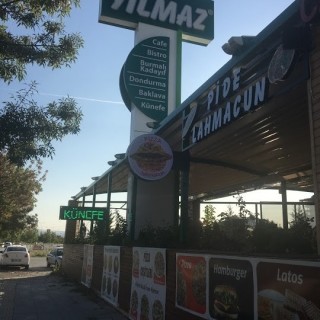 YILMAZ
Cafe
Bistro
Burmalı
Kadayıf
Dondurma
Baklava
Künefe
PİDE
LAHMACUN
KÜNEFE
Hamburger
Lotos